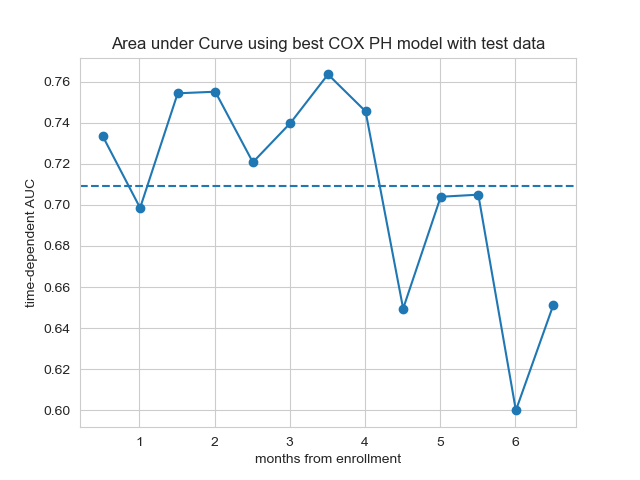 Area under Curve using best COX PH model with test data
time-dependent AUC
0.76
0.74
0.72
0.70
0.68
0.66
0.64
0.62
0.60
1 2 3 4 5 6
months from enrollment